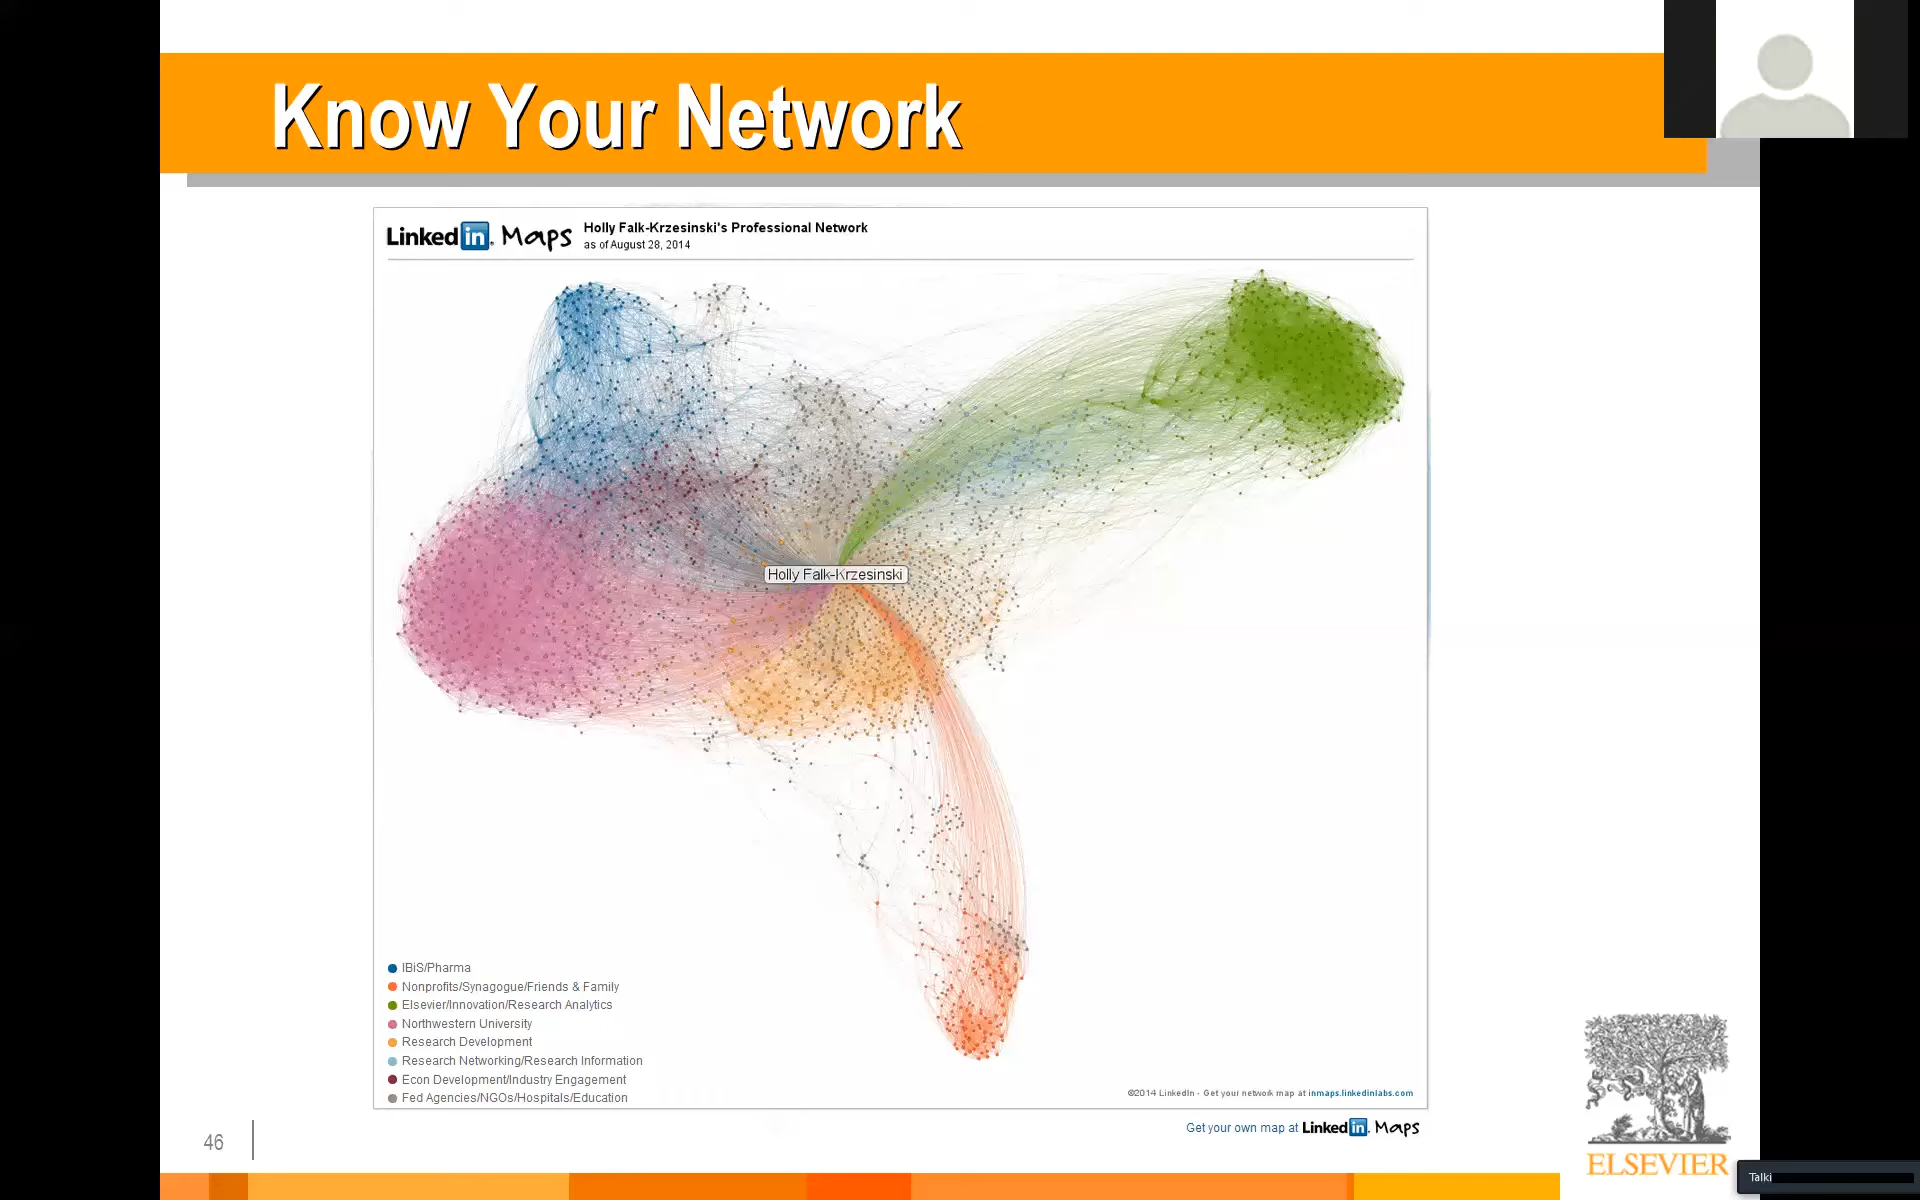 Know Your Network
Linked in. Maps
Holly Falk-Krzesinski's Professional Network
as of August 28, 2014
Holly Falk-Krzesinski
IBiS/Pharma
Nonprofits/Synagogue/Friends & Family
Elsevier/Innovation/Research Analytics
Northwestern University
Research Development
Research Networking/Research Information
Econ Development/Industry Engagement
Fed Agencies/NGOs/Hospitals/Education
©2014 LinkedIn - Get your network map at inmaps.linkedinlabs.com
Get your own map at Linked in. Maps
46
ELSEVIER
Talki